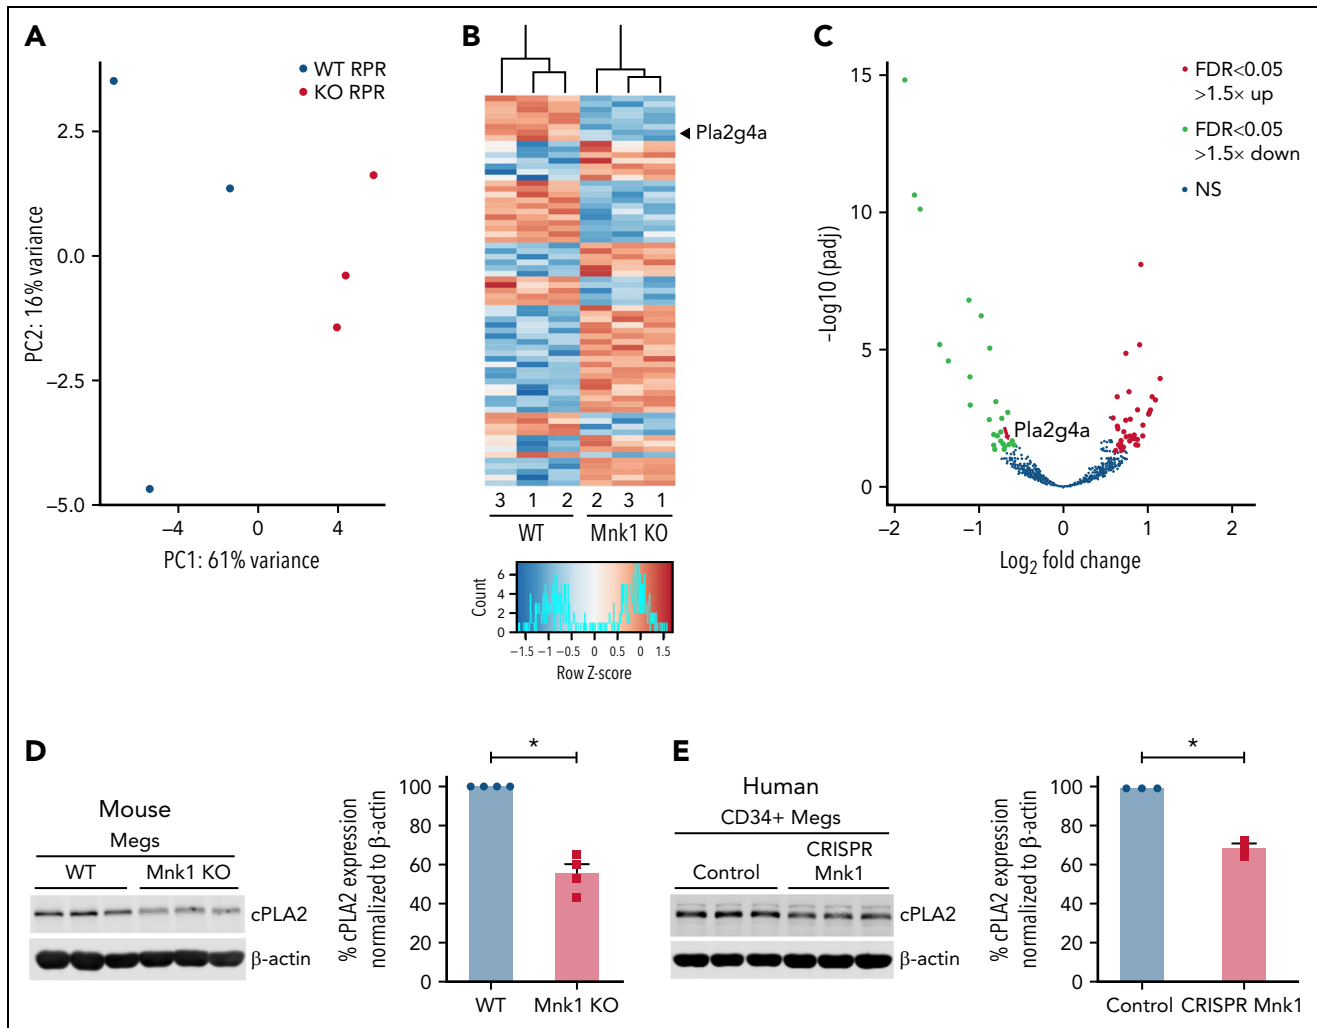 A
WT RPR
KO RPR
2.5
0.0
−2.5
−5.0
−4
0
4
PC2: 16% variance
PC1: 61% variance
B
Pla2g4a
3 1 2 2 3 1
WT Mnk1 KO
6
4
2
0
Count
−1.5 −1 −0.5 0 0.5 0 1.5
Row Z-score
C
15
10
5
0
−Log10 (padj)
Pla2g4a
−2 −1 0 1 2
Log2 fold change
FDR<0.05
>1.5× up
FDR<0.05
>1.5× down
NS
D
Mouse
Megs
WT Mnk1 KO
cPLA2
β-actin
% cPLA2 expression
normalized to β-actin
*
100
80
60
40
20
0
WT Mnk1 KO
E
Human
CD34+ Megs
CRISPR
Control Mnk1
cPLA2
β-actin
% cPLA2 expression
normalized to β-actin
*
100
80
60
40
20
0
Control CRISPR Mnk1